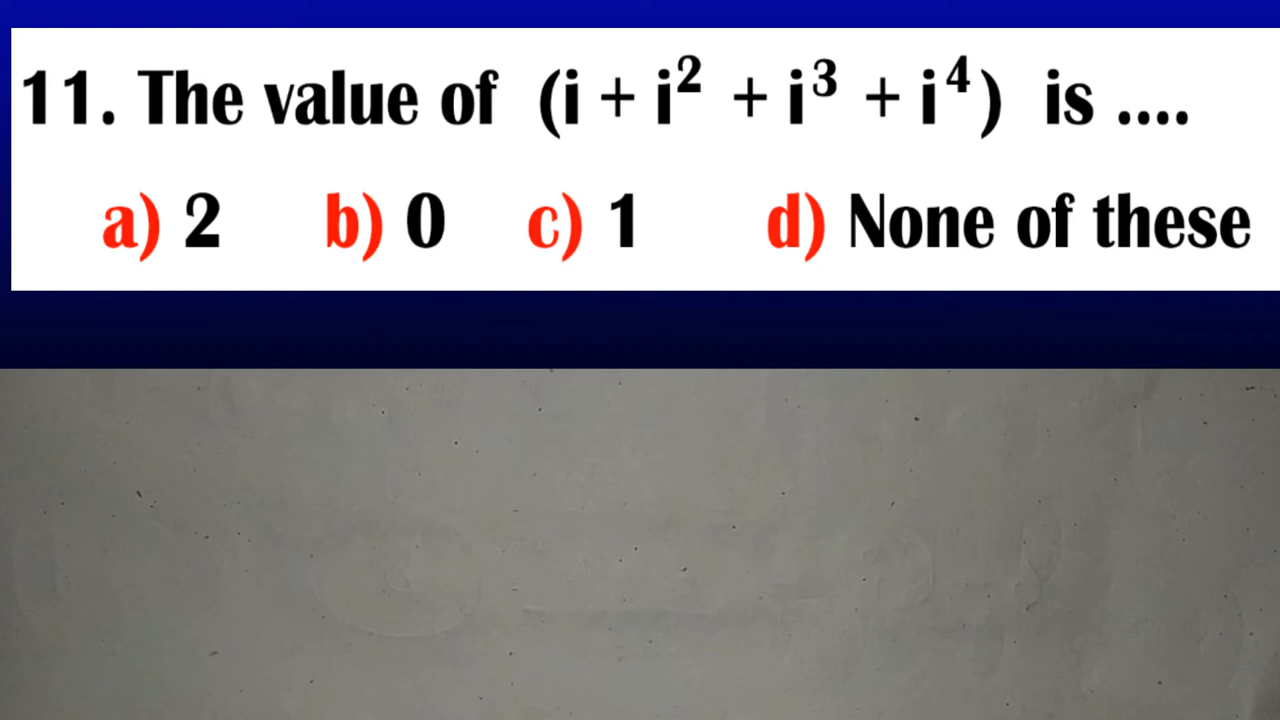 11. The value of (i + i² + i³ + i⁴) is ....
a) 2 b) 0 c) 1 d) None of these